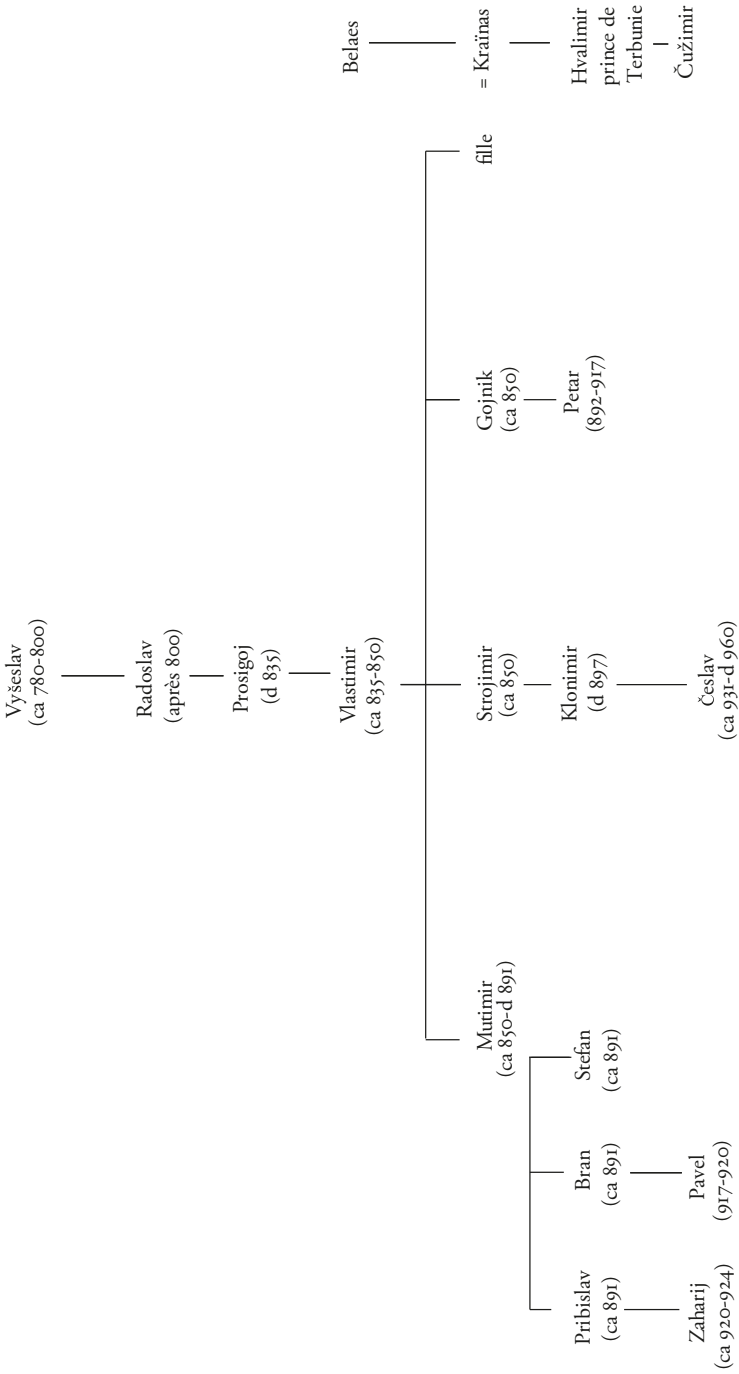 Vyšeslav
(ca 780-800)
Radoslav
(après 800)
Prosigoj
(d 835)
Vlastimir
(ca 835-850)
Mutimir
(ca 850-d 891)
Strojimir
(ca 850)
Gojnik
(ca 850)
fille
= Kraïnas
Belaes
Pribislav
(ca 891)
Bran
(ca 891)
Stefan
(ca 891)
Klonimir
(d 897)
Petar
(892-917)
Hvalimir
prince de
Terbunie
Zaharij
(ca 920-924)
Pavel
(917-920)
Česlav
(ca 931-d 960)
Čužimir